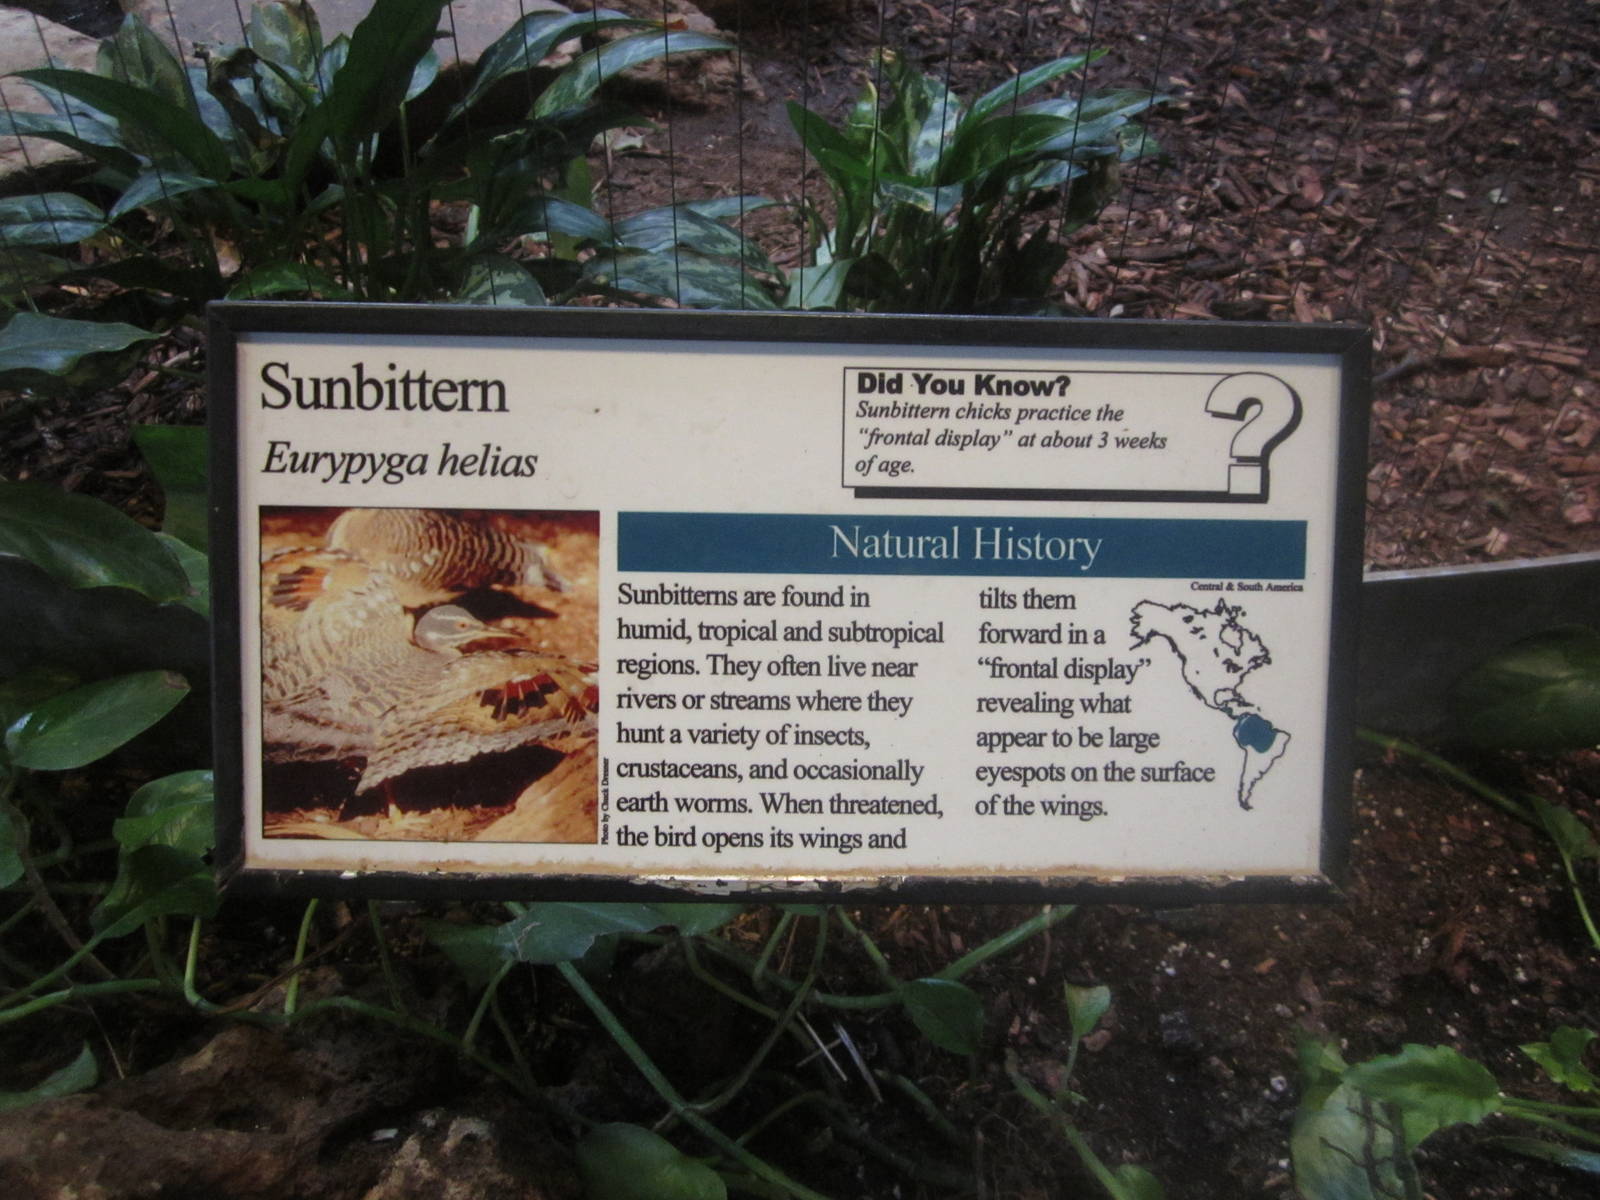 Sunbittern
Eurypyga helias
Did You Know?
Sunbittern chicks practice the
"frontal display" at about 3 weeks
of age.
?
Natural History
Sunbitterns are found in
humid, tropical and subtropical
regions. They often live near
rivers or streams where they
hunt a variety of insects,
crustaceans, and occasionally
earth worms. When threatened,
the bird opens its wings and
tilts them
forward in a
"frontal display"
revealing what
appear to be large
eyespots on the surface
of the wings.
Central & South America
Photo by Chuck Dresner